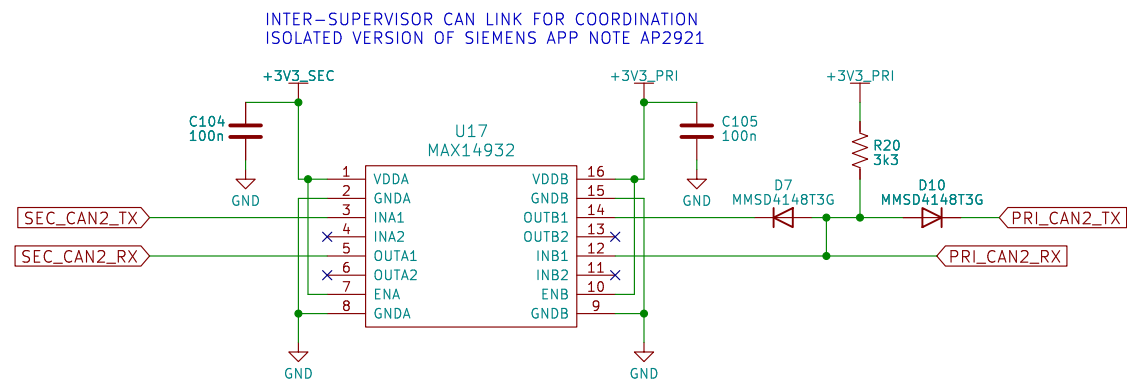 INTER-SUPERVISOR CAN LINK FOR COORDINATION
ISOLATED VERSION OF SIEMENS APP NOTE AP2921
+3V3_SEC
+3V3_PRI
+3V3_PRI
C104
100n
GND
U17
MAX14932
C105
100n
GND
R20
3k3
D7
MMSD4148T3G
D10
MMSD4148T3G
SEC_CAN2_TX
SEC_CAN2_RX
1 VDDA
2 GNDA
3 INA1
4 INA2
5 OUTA1
6 OUTA2
7 ENA
8 GNDA
VDDB 16
GNDB 15
OUTB1 14
OUTB2 13
INB1 12
INB2 11
ENB 10
GNDB 9
PRI_CAN2_TX
PRI_CAN2_RX
GND
GND